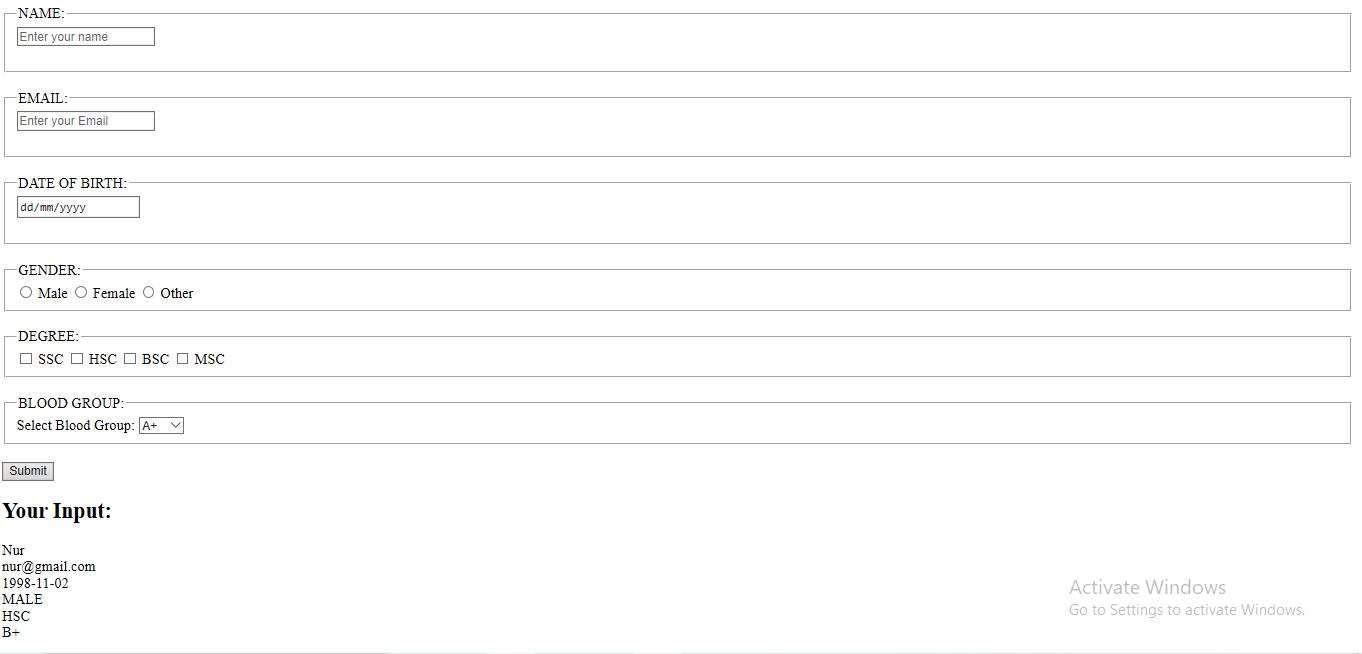 NAME:
Enter your name
EMAIL:
Enter your Email
DATE OF BIRTH:
dd/mm/yyyy
GENDER:
Male Female Other
DEGREE:
SSC HSC BSC MSC
BLOOD GROUP:
Select Blood Group: A+
Submit
Your Input:
Nur
nur@gmail.com
1998-11-02
MALE
HSC
B+
Activate Windows
Go to Settings to activate Windows.